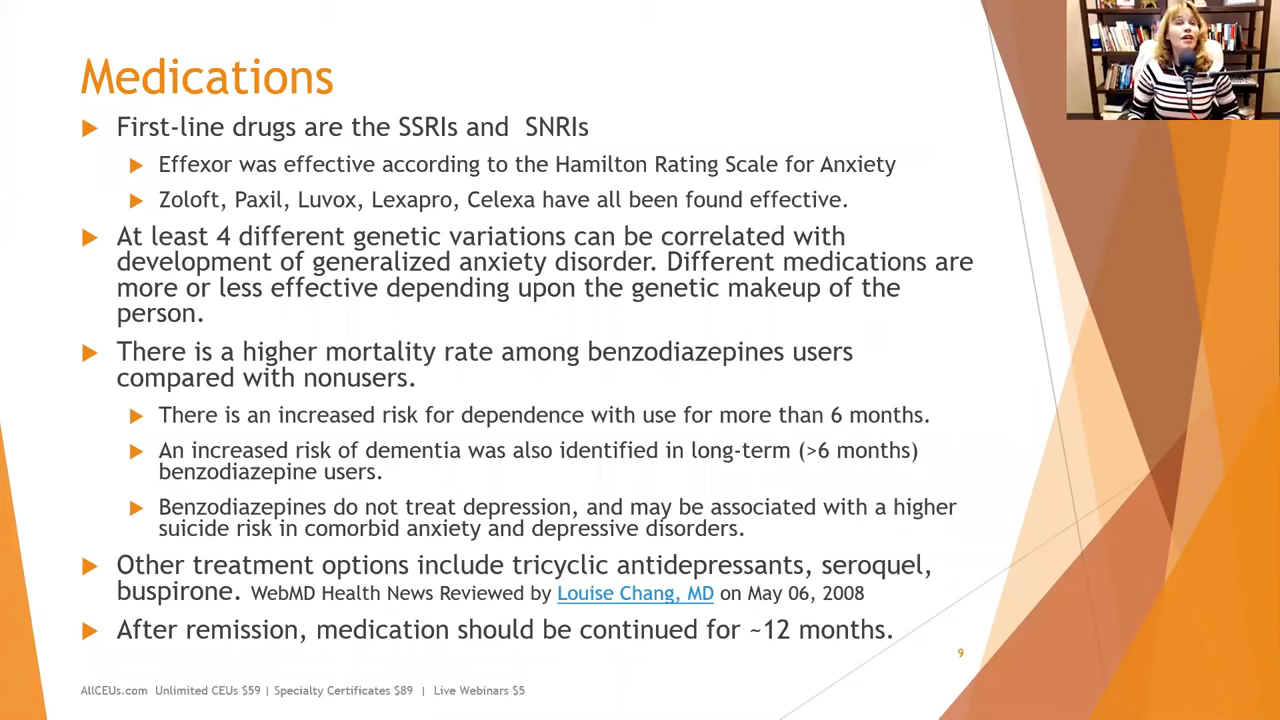 Medications
First-line drugs are the SSRIs and SNRIs
Effexor was effective according to the Hamilton Rating Scale for Anxiety
Zoloft, Paxil, Luvox, Lexapro, Celexa have all been found effective.
At least 4 different genetic variations can be correlated with
development of generalized anxiety disorder. Different medications are
more or less effective depending upon the genetic makeup of the
person.
There is a higher mortality rate among benzodiazepines users
compared with nonusers.
There is an increased risk for dependence with use for more than 6 months.
An increased risk of dementia was also identified in long-term (>6 months)
benzodiazepine users.
Benzodiazepines do not treat depression, and may be associated with a higher
suicide risk in comorbid anxiety and depressive disorders.
Other treatment options include tricyclic antidepressants, seroquel,
buspirone. WebMD Health News Reviewed by Louise Chang, MD on May 06, 2008
After remission, medication should be continued for ~12 months.
9
AllCEUs.com Unlimited CEUs $59 | Specialty Certificates $89 | Live Webinars $5